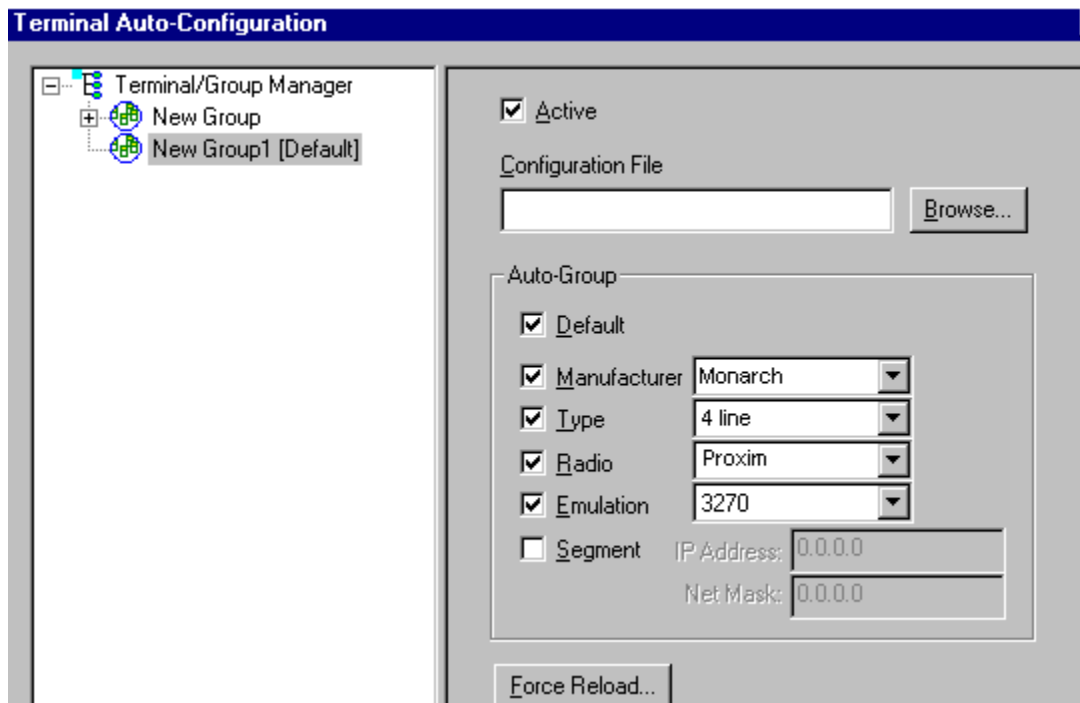 Terminal Auto-Configuration
Terminal/Group Manager
New Group
New Group1 [Default]
Active
Configuration File
Browse...
Auto-Group
Default
Manufacturer Monarch
Type 4 line
Radio Proxim
Emulation 3270
Segment IP Address: 0.0.0.0
Net Mask: 0.0.0.0
Force Reload...